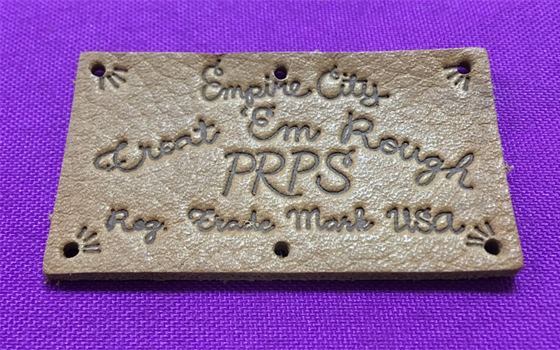 Empire City
Treat 'Em Rough
PRPS
Reg. Trade Mark USA